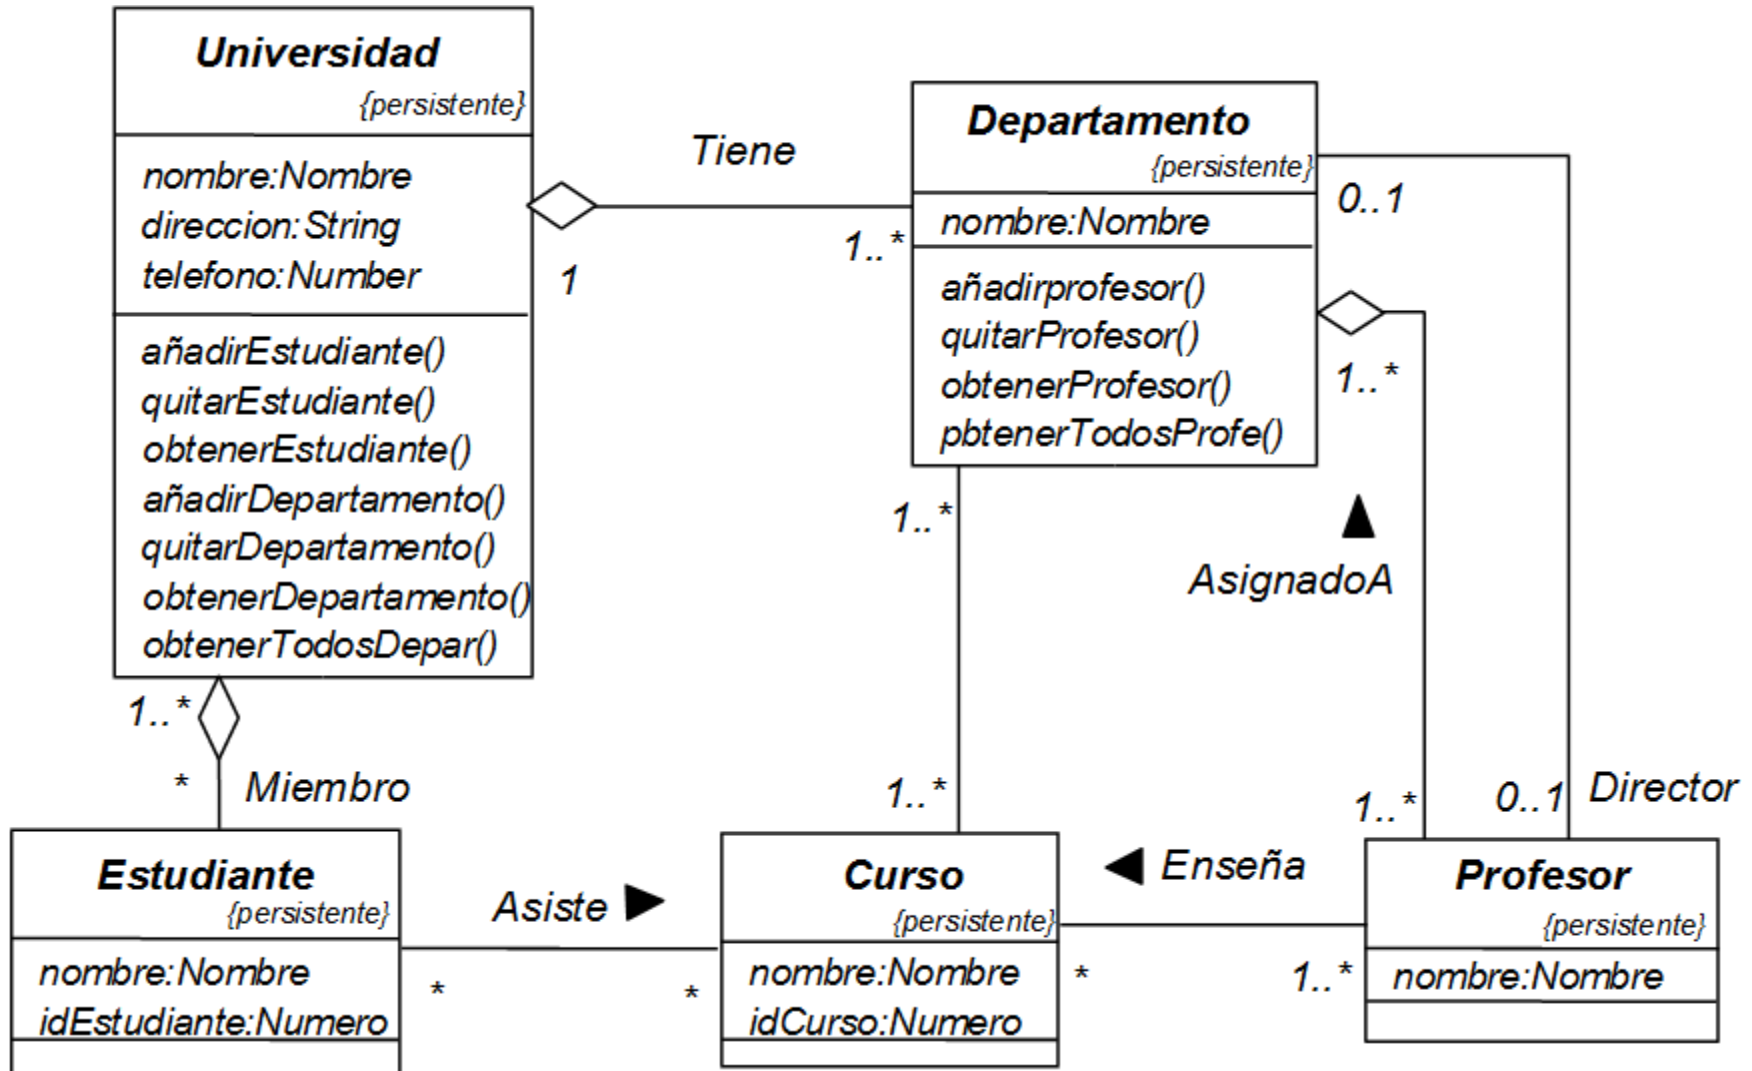 Universidad
{persistente}
nombre:Nombre
direccion:String
telefono:Number
añadirEstudiante()
quitarEstudiante()
obtenerEstudiante()
añadirDepartamento()
quitarDepartamento()
obtenerDepartamento()
obtenerTodosDepar()
Tiene
1
1..*
Departamento
{persistente}
nombre:Nombre
añadirprofesor()
quitarProfesor()
obtenerProfesor()
pbtenerTodosProfe()
0..1
1..*
1..*
AsignadoA
1..*
*
Miembro
1..*
1..*
0..1
Director
Estudiante
{persistente}
nombre:Nombre
idEstudiante:Numero
Asiste
*
*
Curso
{persistente}
nombre:Nombre
idCurso:Numero
Enseña
*
1..*
Profesor
{persistente}
nombre:Nombre